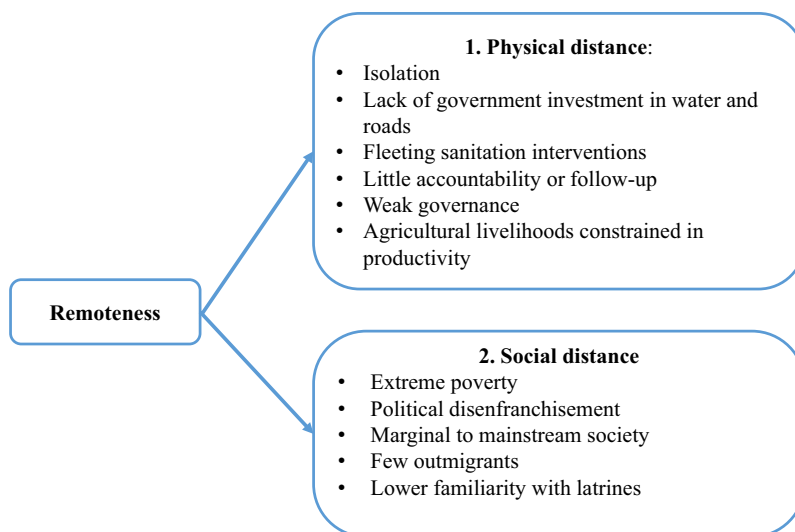 1. Physical distance:
• Isolation
• Lack of government investment in water and
roads
• Fleeting sanitation interventions
• Little accountability or follow-up
• Weak governance
• Agricultural livelihoods constrained in
productivity
Remoteness
2. Social distance
• Extreme poverty
• Political disenfranchisement
• Marginal to mainstream society
• Few outmigrants
• Lower familiarity with latrines